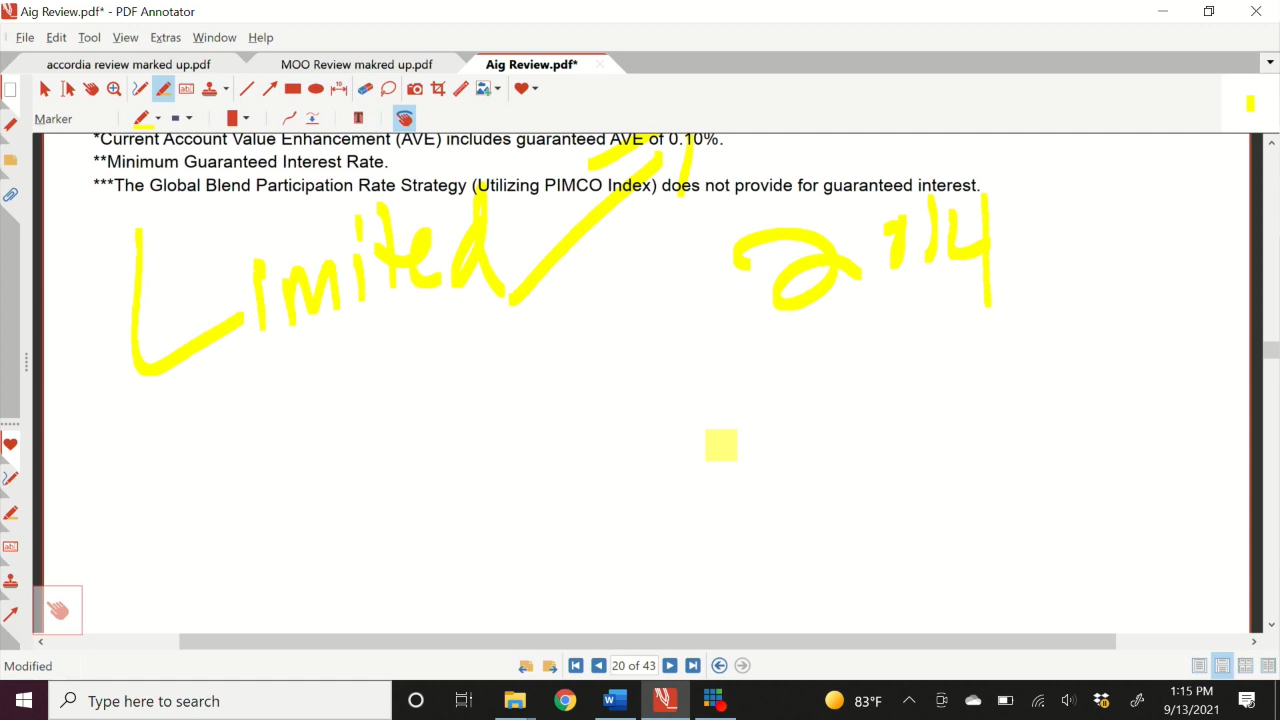 Aig Review.pdf* - PDF Annotator
File Edit Tool View Extras Window Help
accordia review marked up.pdf MOO Review makred up.pdf Aig Review.pdf*
Marker
*Current Account Value Enhancement (AVE) includes guaranteed AVE of 0.10%.
**Minimum Guaranteed Interest Rate.
***The Global Blend Participation Rate Strategy (Utilizing PIMCO Index) does not provide for guaranteed interest.
Limited 2 1/4
Modified 20 of 43
Type here to search 83°F 1:15 PM
9/13/2021